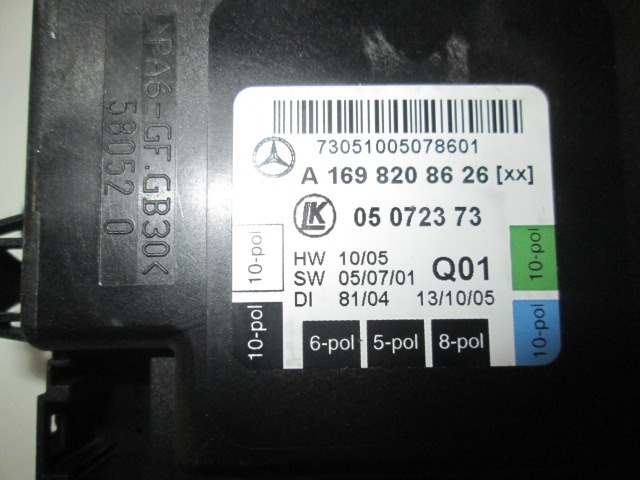 >PA6-GF.GB30<
58052 0
73051005078601
A 169 820 86 26 [xx]
LK 05 0723 73
HW 10/05
SW 05/07/01 Q01
DI 81/04 13/10/05
10-pol
10-pol
10-pol
6-pol 5-pol 8-pol
10-pol